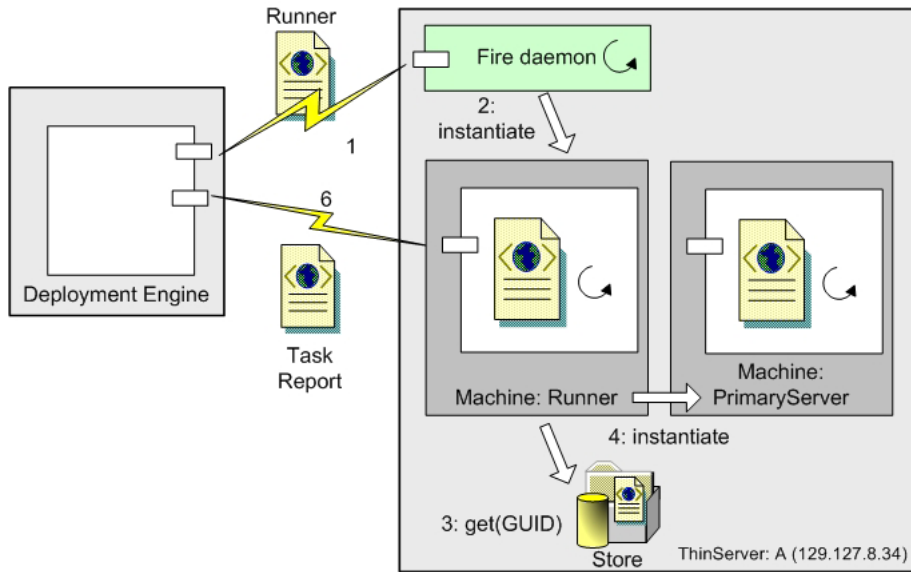 Runner
Fire daemon
2:
instantiate
1
6
Deployment Engine
Task
Report
Machine: Runner
Machine:
PrimaryServer
4: instantiate
3: get(GUID)
Store
ThinServer: A (129.127.8.34)